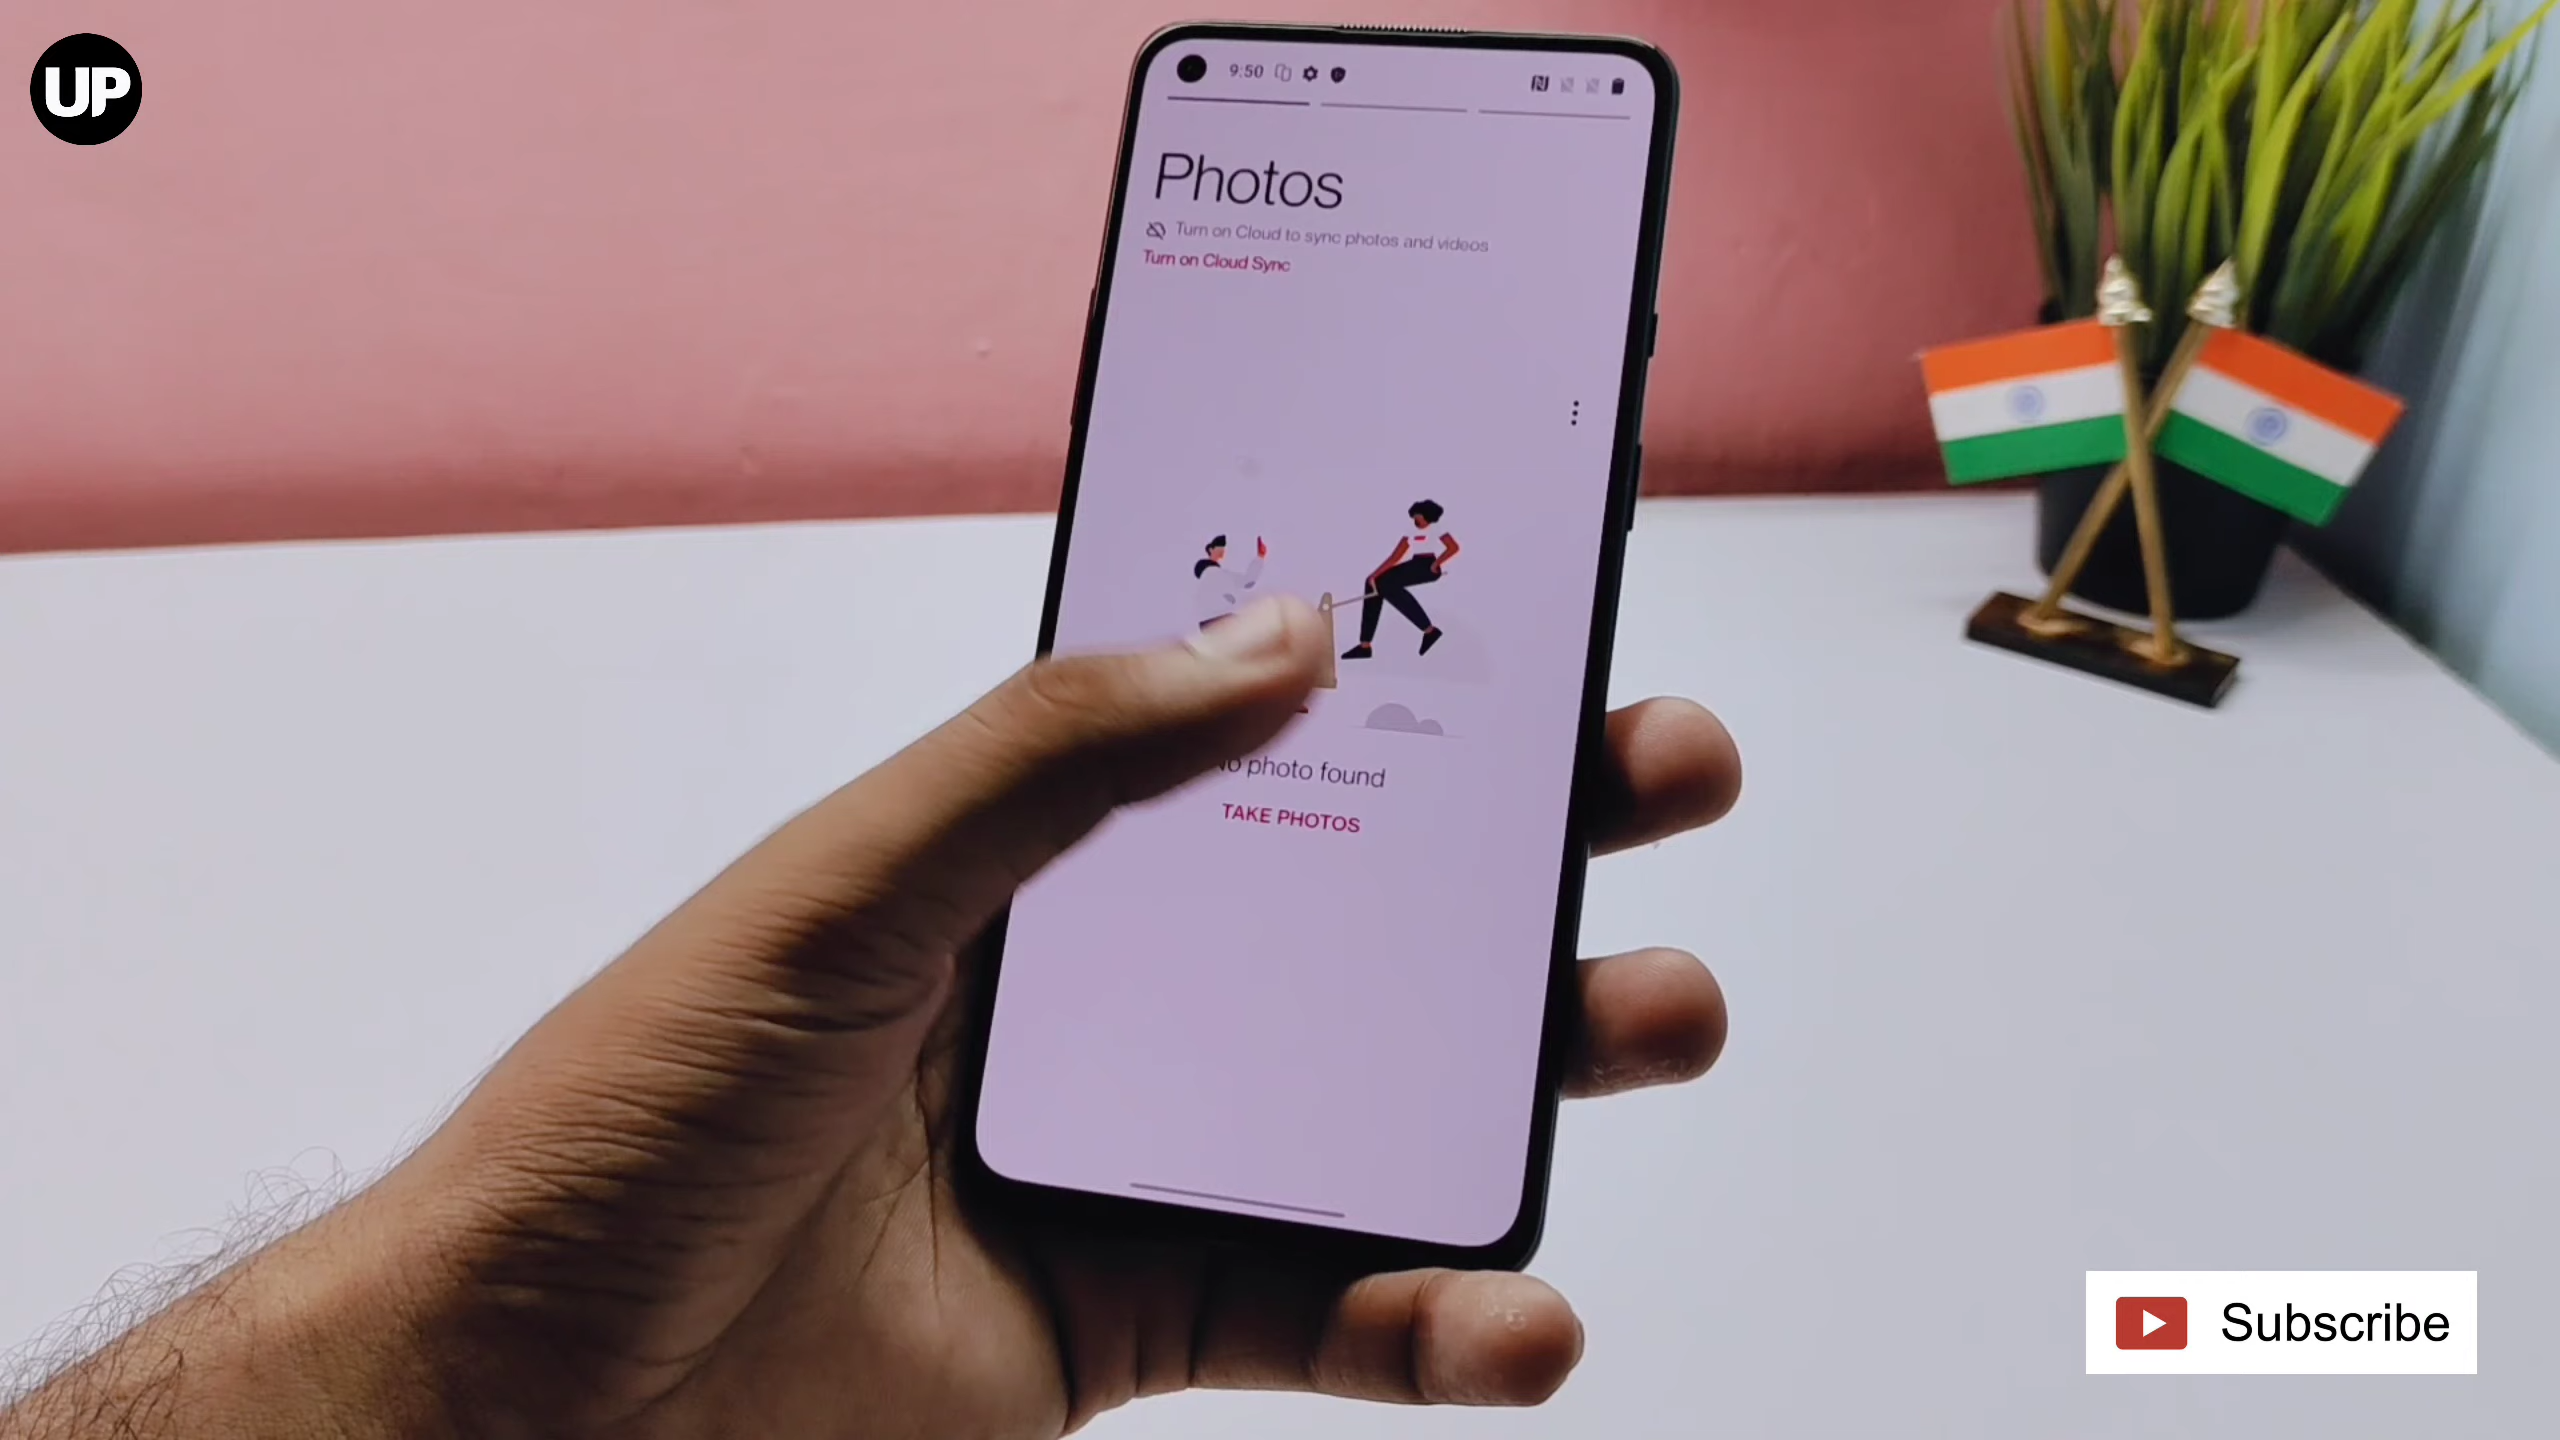 UP
9:50
Photos
Turn on Cloud to sync photos and videos
Turn on Cloud Sync
photo found
TAKE PHOTOS
Subscribe